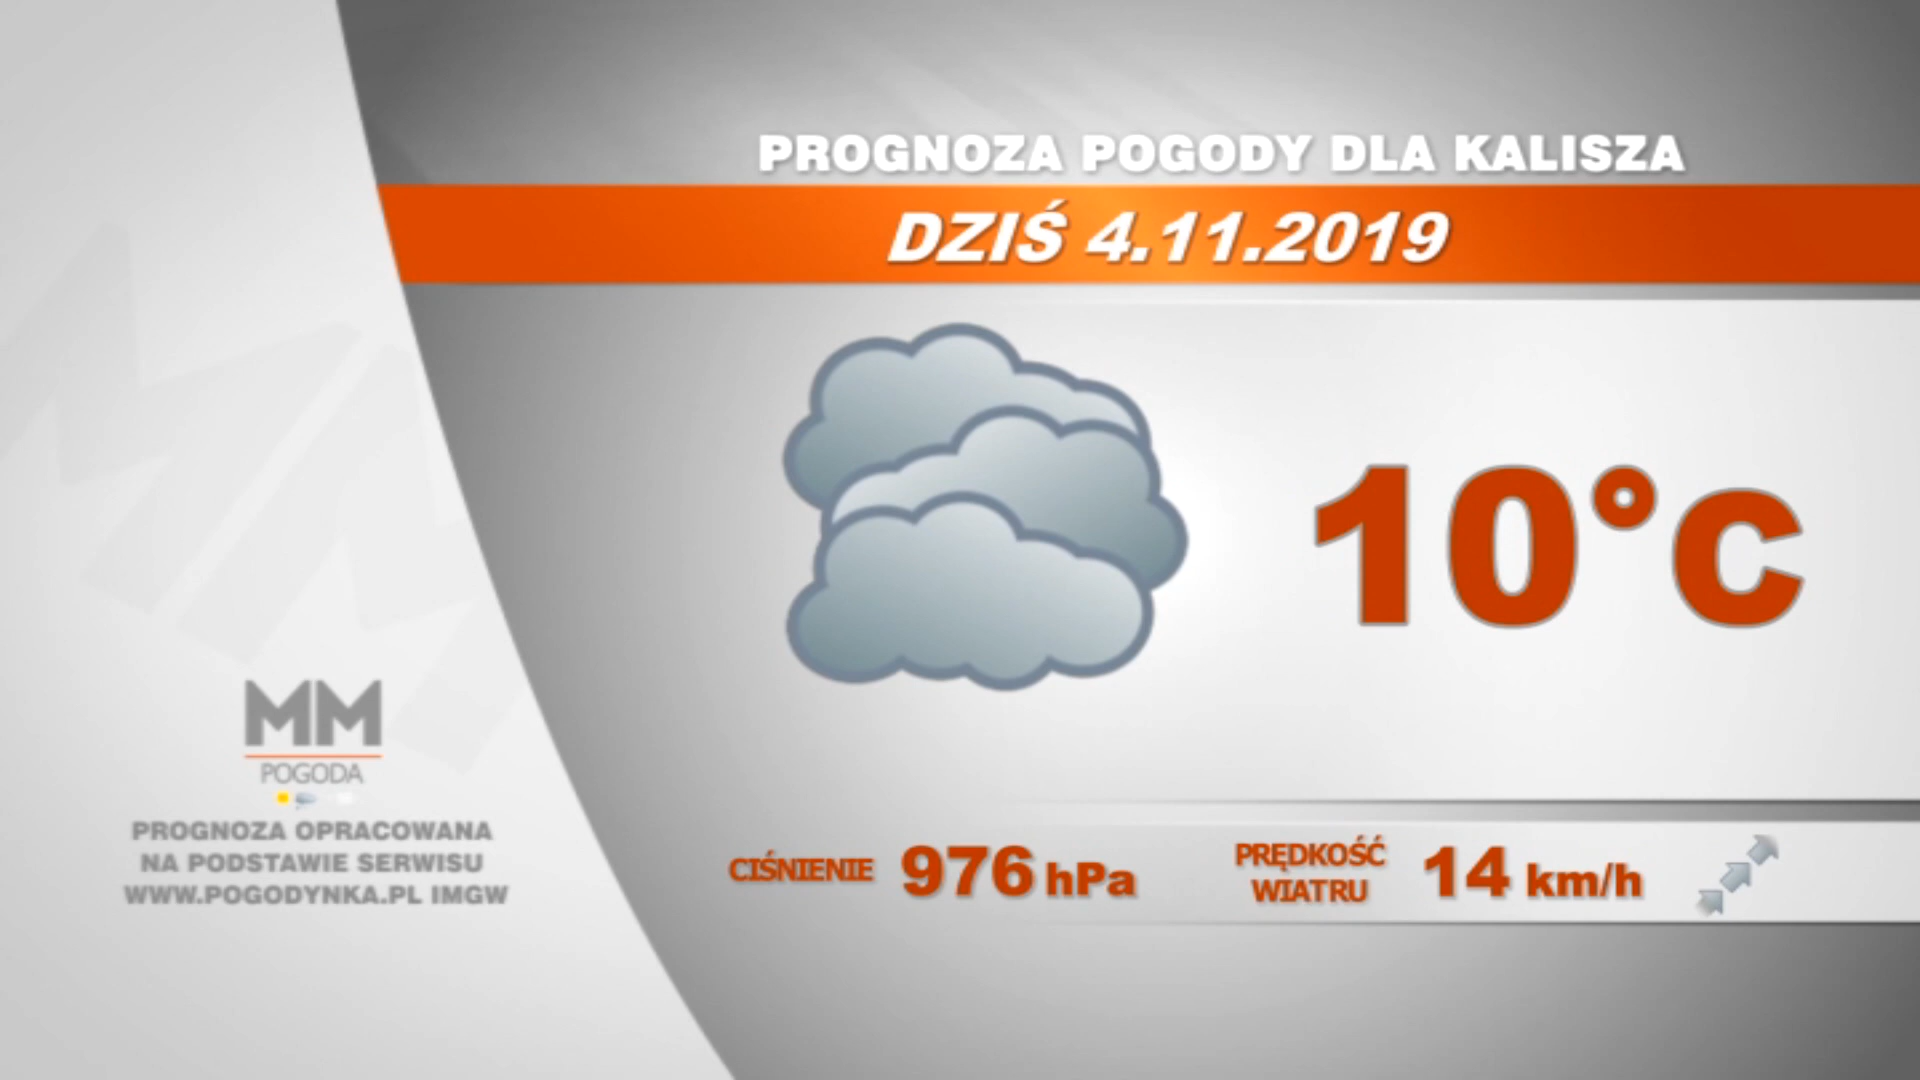 PROGNOZA POGODY DLA KALISZA
DZIŚ 4.11.2019
10°C
CIŚNIENIE 976 hPa
PRĘDKOŚĆ
WIATRU 14 km/h
MM
POGODA
PROGNOZA OPRACOWANA
NA PODSTAWIE SERWISU
WWW.POGODYNKA.PL IMGW